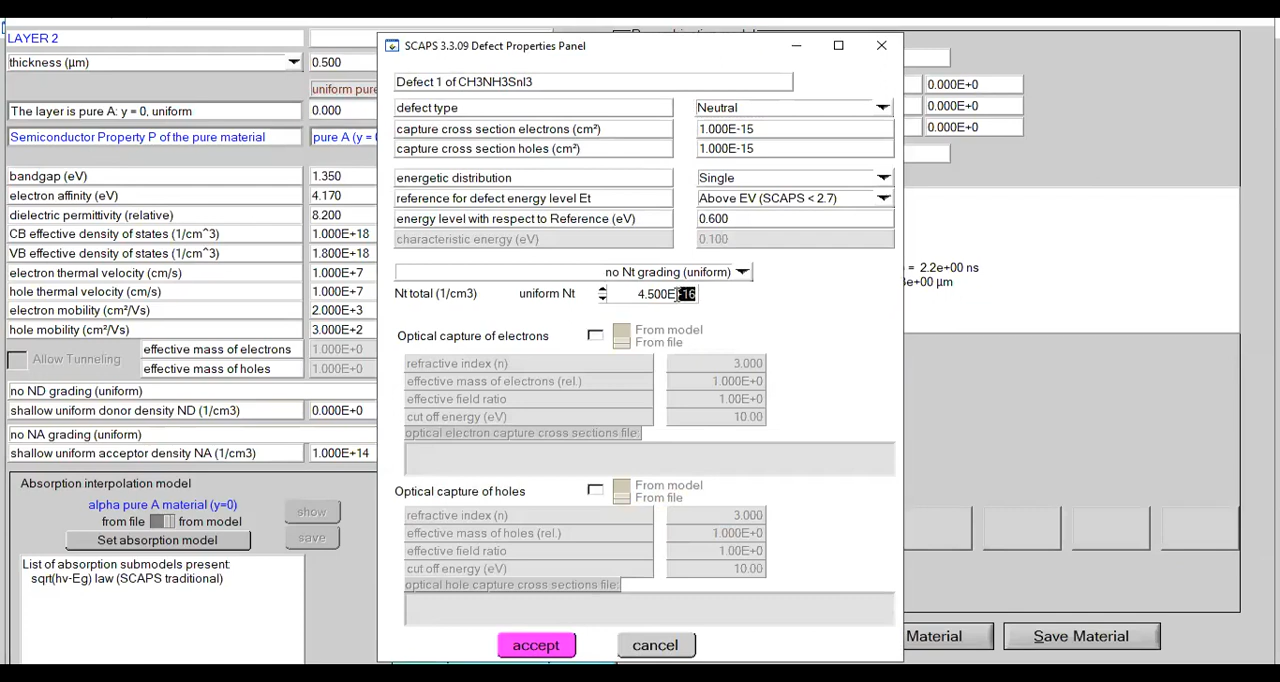 LAYER 2
thickness (µm)
0.500
uniform pure
The layer is pure A: y = 0, uniform
0.000
Semiconductor Property P of the pure material
pure A (y =
bandgap (eV)
1.350
electron affinity (eV)
4.170
dielectric permittivity (relative)
8.200
CB effective density of states (1/cm^3)
1.000E+18
VB effective density of states (1/cm^3)
1.800E+18
electron thermal velocity (cm/s)
1.000E+7
hole thermal velocity (cm/s)
1.000E+7
electron mobility (cm²/Vs)
2.000E+3
hole mobility (cm²/Vs)
3.000E+2
Allow Tunneling
effective mass of electrons
1.000E+0
effective mass of holes
1.000E+0
no ND grading (uniform)
shallow uniform donor density ND (1/cm3)
0.000E+0
no NA grading (uniform)
shallow uniform acceptor density NA (1/cm3)
1.000E+14
Absorption interpolation model
alpha pure A material (y=0)
from file from model
show
Set absorption model
save
List of absorption submodels present:
sqrt(hv-Eg) law (SCAPS traditional)
SCAPS 3.3.09 Defect Properties Panel
Defect 1 of CH3NH3SnI3
defect type
Neutral
capture cross section electrons (cm²)
1.000E-15
capture cross section holes (cm²)
1.000E-15
energetic distribution
Single
reference for defect energy level Et
Above EV (SCAPS < 2.7)
energy level with respect to Reference (eV)
0.600
characteristic energy (eV)
0.100
no Nt grading (uniform)
Nt total (1/cm3)
uniform Nt
4.500E+16
Optical capture of electrons
From model
From file
refractive index (n)
3.000
effective mass of electrons (rel.)
1.000E+0
effective field ratio
1.00E+0
cut off energy (eV)
10.00
optical electron capture cross sections file:
Optical capture of holes
From model
From file
refractive index (n)
3.000
effective mass of holes (rel.)
1.000E+0
effective field ratio
1.00E+0
cut off energy (eV)
10.00
optical hole capture cross sections file:
accept
cancel
0.000E+0
0.000E+0
0.000E+0
= 2.2e+00 ns
e+00 µm
Material
Save Material